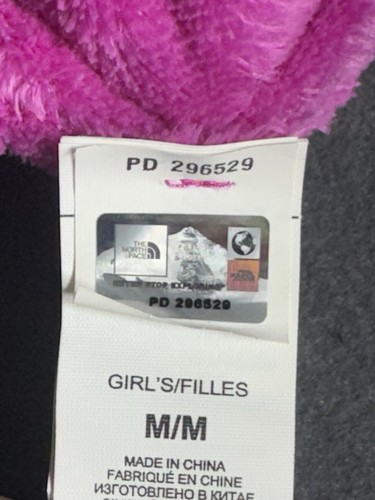 PD 296529
THE
NORTH
FACE
NEVER STOP EXPLORING
PD 296529
GIRL'S/FILLES
M/M
MADE IN CHINA
FABRIQUÉ EN CHINE
ИЗГОТОВЛЕНО В КИТАЕ